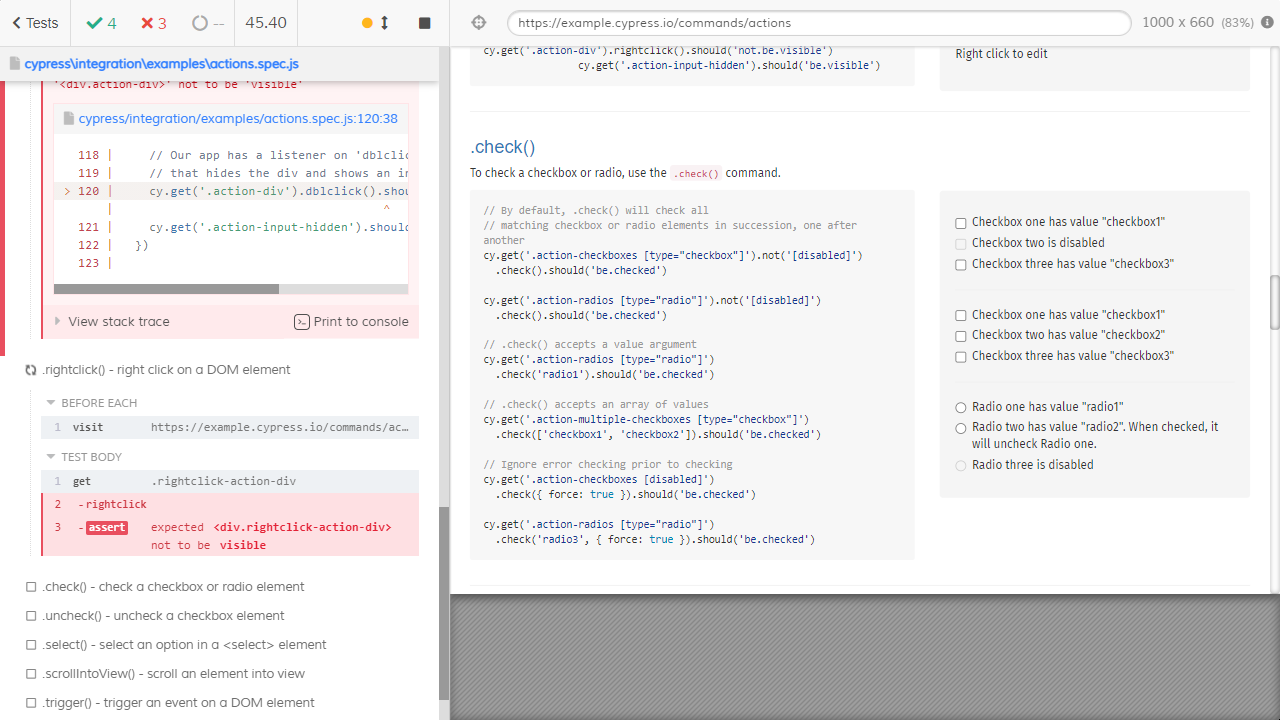 Tests
4
3
--
45.40
https://example.cypress.io/commands/actions
1000 x 660 (83%)
cypress\integration\examples\actions.spec.js
'<div.action-div>' not to be 'visible'
cypress/integration/examples/actions.spec.js:120:38
118 | // Our app has a listener on 'dblclic
119 | // that hides the div and shows an in
> 120 | cy.get('.action-div').dblclick().shou
| ^
121 | cy.get('.action-input-hidden').should
122 | })
123 |
View stack trace
Print to console
.rightclick() - right click on a DOM element
BEFORE EACH
1 visit https://example.cypress.io/commands/ac…
TEST BODY
1 get .rightclick-action-div
2 -rightclick
3 -assert expected <div.rightclick-action-div>
not to be visible
.check() - check a checkbox or radio element
.uncheck() - uncheck a checkbox element
.select() - select an option in a <select> element
.scrollIntoView() - scroll an element into view
.trigger() - trigger an event on a DOM element
cy.get('.action-div').rightclick().should('not.be.visible')
cy.get('.action-input-hidden').should('be.visible')
Right click to edit
.check()
To check a checkbox or radio, use the .check() command.
// By default, .check() will check all
// matching checkbox or radio elements in succession, one after
another
cy.get('.action-checkboxes [type="checkbox"]').not('[disabled]')
.check().should('be.checked')
cy.get('.action-radios [type="radio"]').not('[disabled]')
.check().should('be.checked')
// .check() accepts a value argument
cy.get('.action-radios [type="radio"]')
.check('radio1').should('be.checked')
// .check() accepts an array of values
cy.get('.action-multiple-checkboxes [type="checkbox"]')
.check(['checkbox1', 'checkbox2']).should('be.checked')
// Ignore error checking prior to checking
cy.get('.action-checkboxes [disabled]')
.check({ force: true }).should('be.checked')
cy.get('.action-radios [type="radio"]')
.check('radio3', { force: true }).should('be.checked')
Checkbox one has value "checkbox1"
Checkbox two is disabled
Checkbox three has value "checkbox3"
Checkbox one has value "checkbox1"
Checkbox two has value "checkbox2"
Checkbox three has value "checkbox3"
Radio one has value "radio1"
Radio two has value "radio2". When checked, it
will uncheck Radio one.
Radio three is disabled